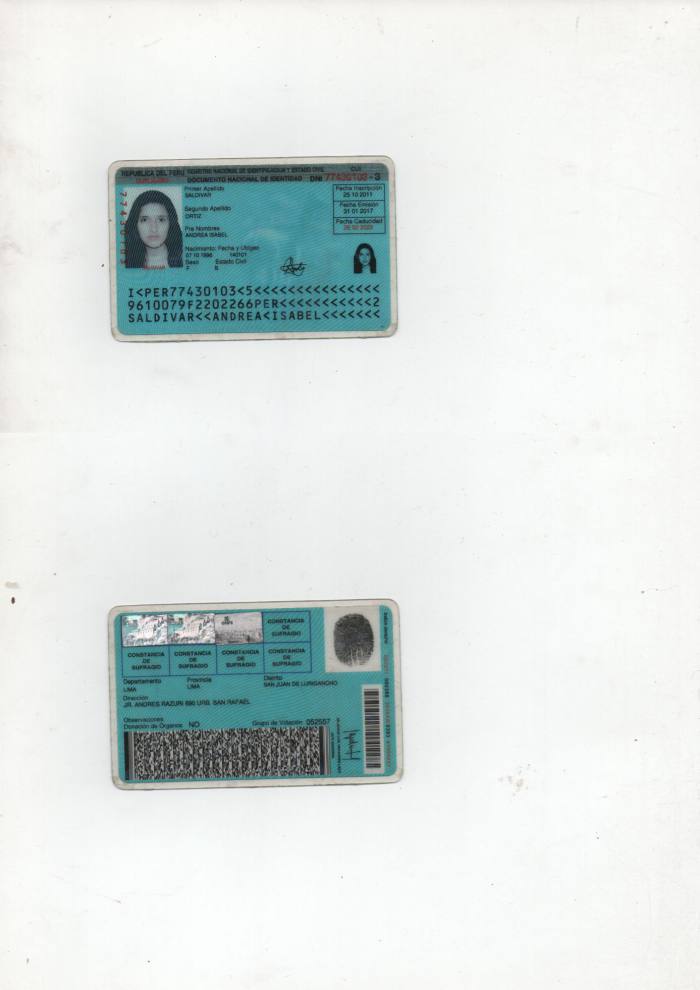 REPUBLICA DEL PERU REGISTRO NACIONAL DE IDENTIFICACION Y ESTADO CIVIL CUI
DOCUMENTO NACIONAL DE IDENTIDAD DNI 77430103-3
Primer Apellido
SALDIVAR
Segundo Apellido
ORTIZ
Pre Nombres
ANDREA ISABEL
Nacimiento: Fecha y Ubigeo
07 10 1996 140101
Sexo Estado Civil
F S
Fecha Inscripción
25 10 2011
Fecha Emisión
31 01 2017
Fecha Caducidad
77430103
SALDIVAR
I<PER77430103<5<<<<<<<<<<<<<<<<
9610079F2202266PER<<<<<<<<<<<2
SALDIVAR<<ANDREA<ISABEL<<<<<<<
CONSTANCIA DE SUFRAGIO
CONSTANCIA DE SUFRAGIO
CONSTANCIA DE SUFRAGIO
CONSTANCIA DE SUFRAGIO
CONSTANCIA DE SUFRAGIO
Departamento Provincia Distrito
LIMA LIMA SAN JUAN DE LURIGANCHO
Dirección
JR. ANDRES RAZURI 690 URB. SAN RAFAEL
Observaciones
Donación de Órganos NO Grupo de Votación 052557